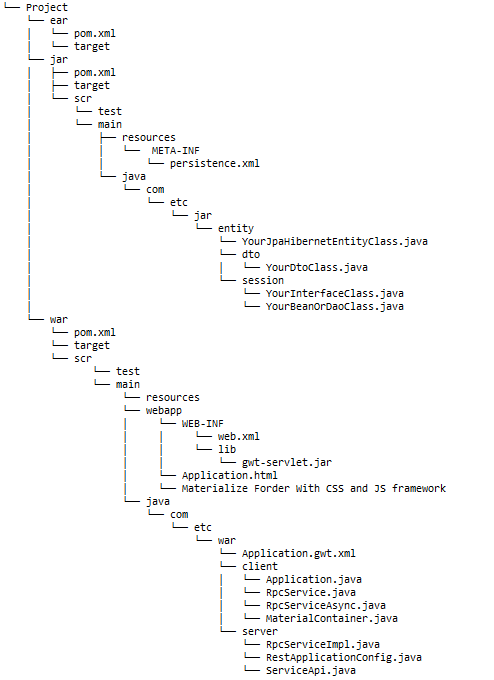 └── Project
    └── ear
    │   └── pom.xml
    │   └── target
    └── jar
    │   ├── pom.xml
    │   ├── target
    │   └── scr
    │       └── test
    │       └── main
    │           ├── resources
    │           │   └──  META-INF
    │           │       └── persistence.xml
    │           └── java
    │               └── com
    │                   └── etc
    │                       └── jar
    │                           └── entity
    │                               └── YourJpaHibernetEntityClass.java
    │                               └── dto
    │                               │   └── YourDtoClass.java
    │                               └── session
    │                                   └── YourInterfaceClass.java
    │                                   └── YourBeanOrDaoClass.java
    └── war
        └── pom.xml
        └── target
        └── scr
               └── test
               └── main
                    └── resources
                    └── webapp
                    │     └── WEB-INF
                    │     │     └── web.xml
                    │     │     └── lib
                    │     │         └── gwt-servlet.jar
                    │     └── Application.html
                    │     └── Materialize Forder With CSS and JS framework
                    └── java
                        └── com
                            └── etc
                                └── war
                                    └── Application.gwt.xml
                                    └── client
                                    │   └── Application.java
                                    │   └── RpcService.java
                                    │   └── RpcServiceAsync.java
                                    │   └── MaterialContainer.java
                                    └── server
                                        └── RpcServiceImpl.java
                                        └── RestApplicationConfig.java
                                        └── ServiceApi.java